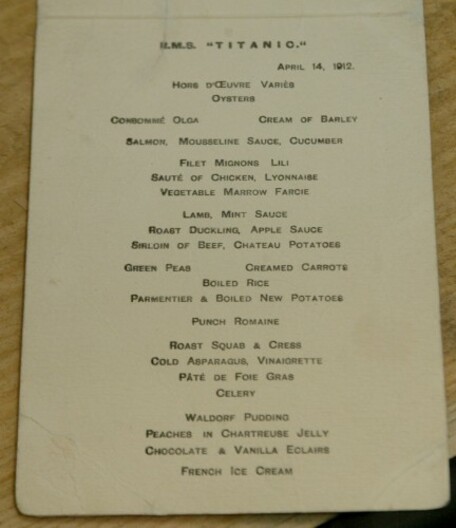 R.M.S. "TITANIC."
APRIL 14, 1912.
HORS D'ŒUVRE VARIÉS
OYSTERS
CONSOMMÉ OLGA CREAM OF BARLEY
SALMON, MOUSSELINE SAUCE, CUCUMBER
FILET MIGNONS LILI
SAUTÉ OF CHICKEN, LYONNAISE
VEGETABLE MARROW FARCIE
LAMB, MINT SAUCE
ROAST DUCKLING, APPLE SAUCE
SIRLOIN OF BEEF, CHATEAU POTATOES
GREEN PEAS CREAMED CARROTS
BOILED RICE
PARMENTIER & BOILED NEW POTATOES
PUNCH ROMAINE
ROAST SQUAB & CRESS
COLD ASPARAGUS, VINAIGRETTE
PÂTÉ DE FOIE GRAS
CELERY
WALDORF PUDDING
PEACHES IN CHARTREUSE JELLY
CHOCOLATE & VANILLA ECLAIRS
FRENCH ICE CREAM